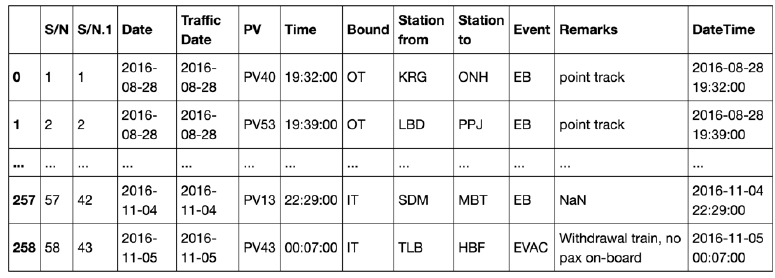 S/N S/N.1 Date Traffic Date PV Time Bound Station from Station to Event Remarks DateTime
0 1 1 2016-08-28 2016-08-28 PV40 19:32:00 OT KRG ONH EB point track 2016-08-28 19:32:00
1 2 2 2016-08-28 2016-08-28 PV53 19:39:00 OT LBD PPJ EB point track 2016-08-28 19:39:00
... ... ... ... ... ... ... ... ... ... ... ... ...
257 57 42 2016-11-04 2016-11-04 PV13 22:29:00 IT SDM MBT EB NaN 2016-11-04 22:29:00
258 58 43 2016-11-05 2016-11-05 PV43 00:07:00 IT TLB HBF EVAC Withdrawal train, no pax on-board 2016-11-05 00:07:00